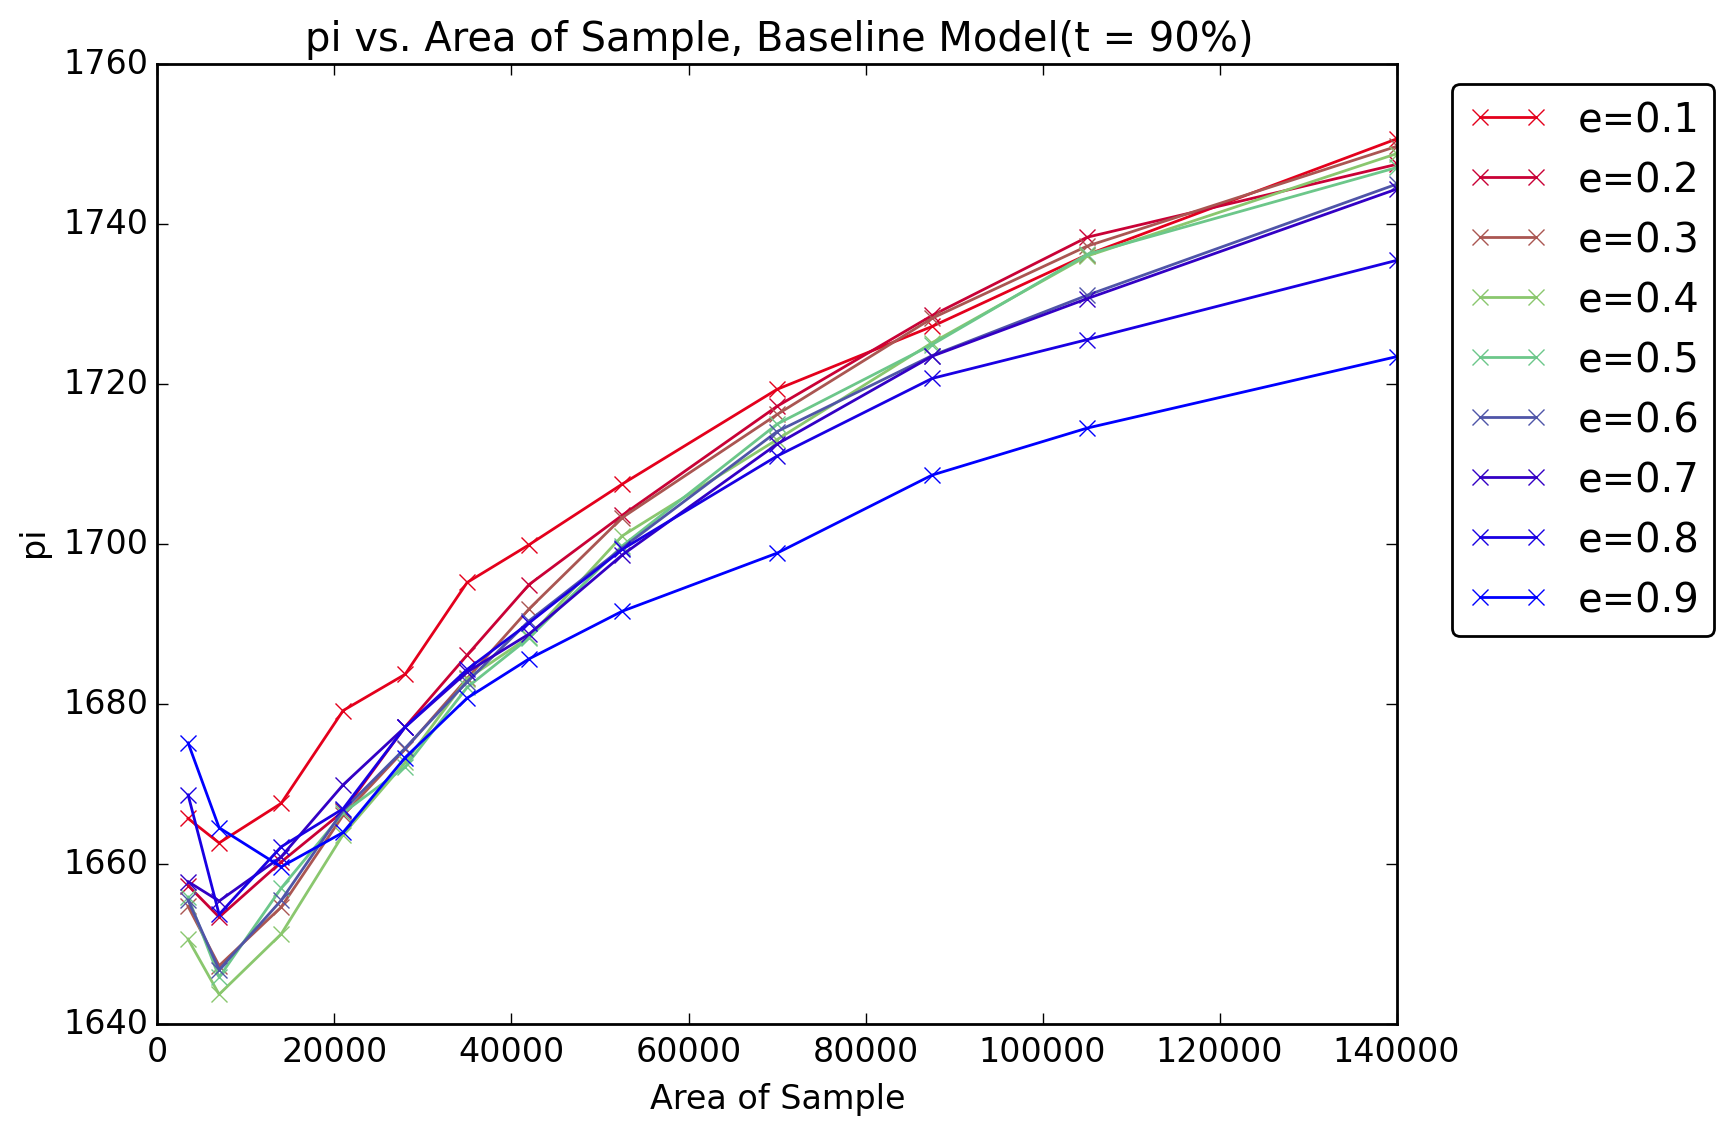 pi vs. Area of Sample, Baseline Model(t = 90%)
1760
1740
1720
1700
1680
1660
1640
pi
0 20000 40000 60000 80000 100000 120000 140000
Area of Sample
e=0.1
e=0.2
e=0.3
e=0.4
e=0.5
e=0.6
e=0.7
e=0.8
e=0.9